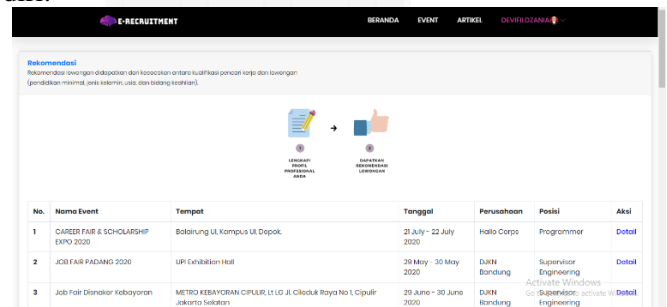 E-RECRUITMENT
BERANDA EVENT ARTIKEL DEVIFILDZANIA
Rekomendasi
Rekomendasi lowongan didapatkan dari kecocokan antara kualifikasi pencari kerja dan lowongan
(pendidikan minimal, jenis kelamin, usia, dan bidang keahlian).
1 2
LENGKAPI DAPATKAN
PROFIL REKOMENDASI
PROFESIONAL LOWONGAN
ANDA
No. Nama Event Tempat Tanggal Perusahaan Posisi Aksi
1 CAREER FAIR & SCHOLARSHIP Balairung UI, Kampus UI, Depok. 21 July - 22 July Hallo Corps Programmer Detail
EXPO 2020 2020
2 JOB FAIR PADANG 2020 UPI Exhibition Hall 29 May - 30 May DJKN Supervisor Detail
2020 Bandung Engineering
Activate Windows
3 Job Fair Disnaker Kebayoran METRO KEBAYORAN CIPULIR, Lt LG Jl. Cileduk Raya No 1, Cipulir 29 June - 30 June DJKN Supervisor Detail
Jakarta Selatan 2020 Bandung Engineering